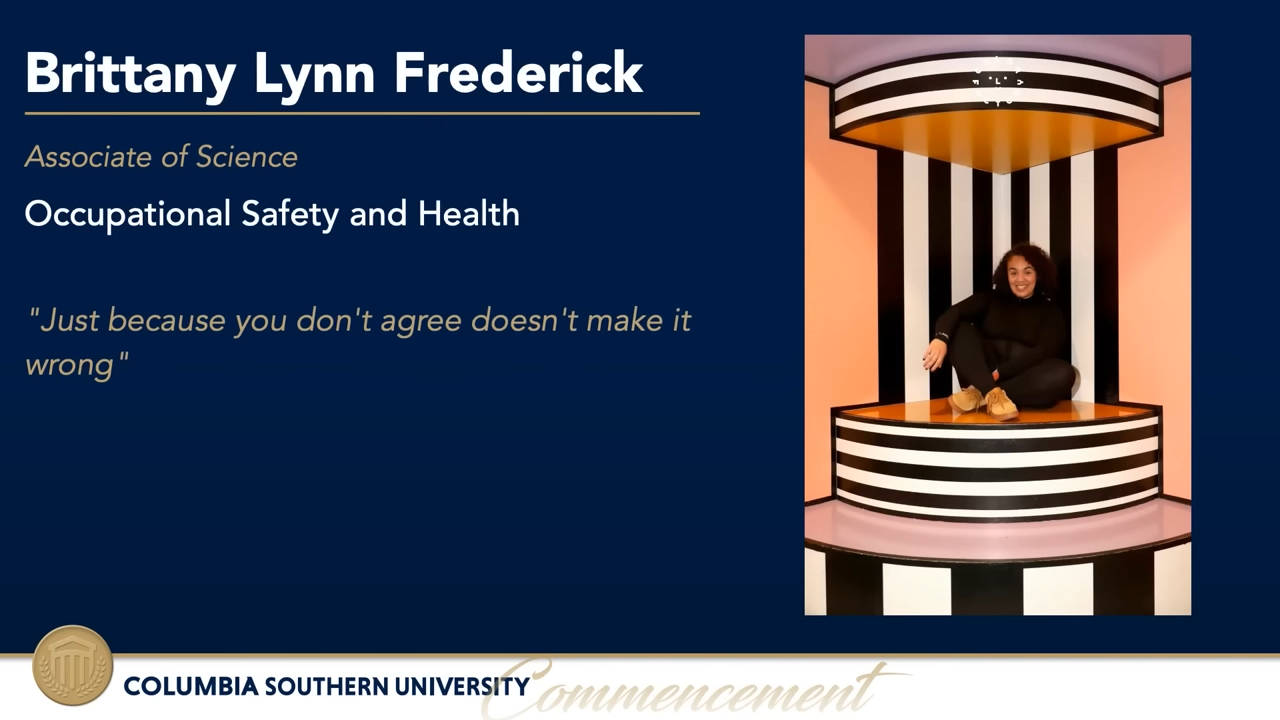 Brittany Lynn Frederick
Associate of Science
Occupational Safety and Health
"Just because you don't agree doesn't make it
wrong"
COLUMBIA SOUTHERN UNIVERSITY
Commencement